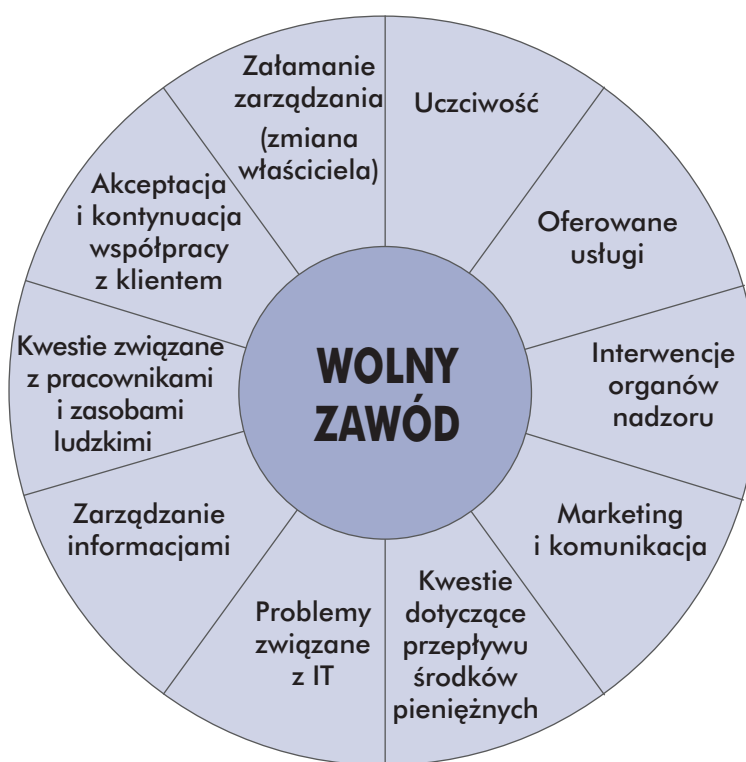 Załamanie
zarządzania
(zmiana
właściciela)
Uczciwość
Oferowane
usługi
Interwencje
organów
nadzoru
Marketing
i komunikacja
Kwestie
dotyczące
przepływu
środków
pieniężnych
Problemy
związane
z IT
Zarządzanie
informacjami
Kwestie związane
z pracownikami
i zasobami
ludzkimi
Akceptacja
i kontynuacja
współpracy
z klientem
WOLNY
ZAWÓD